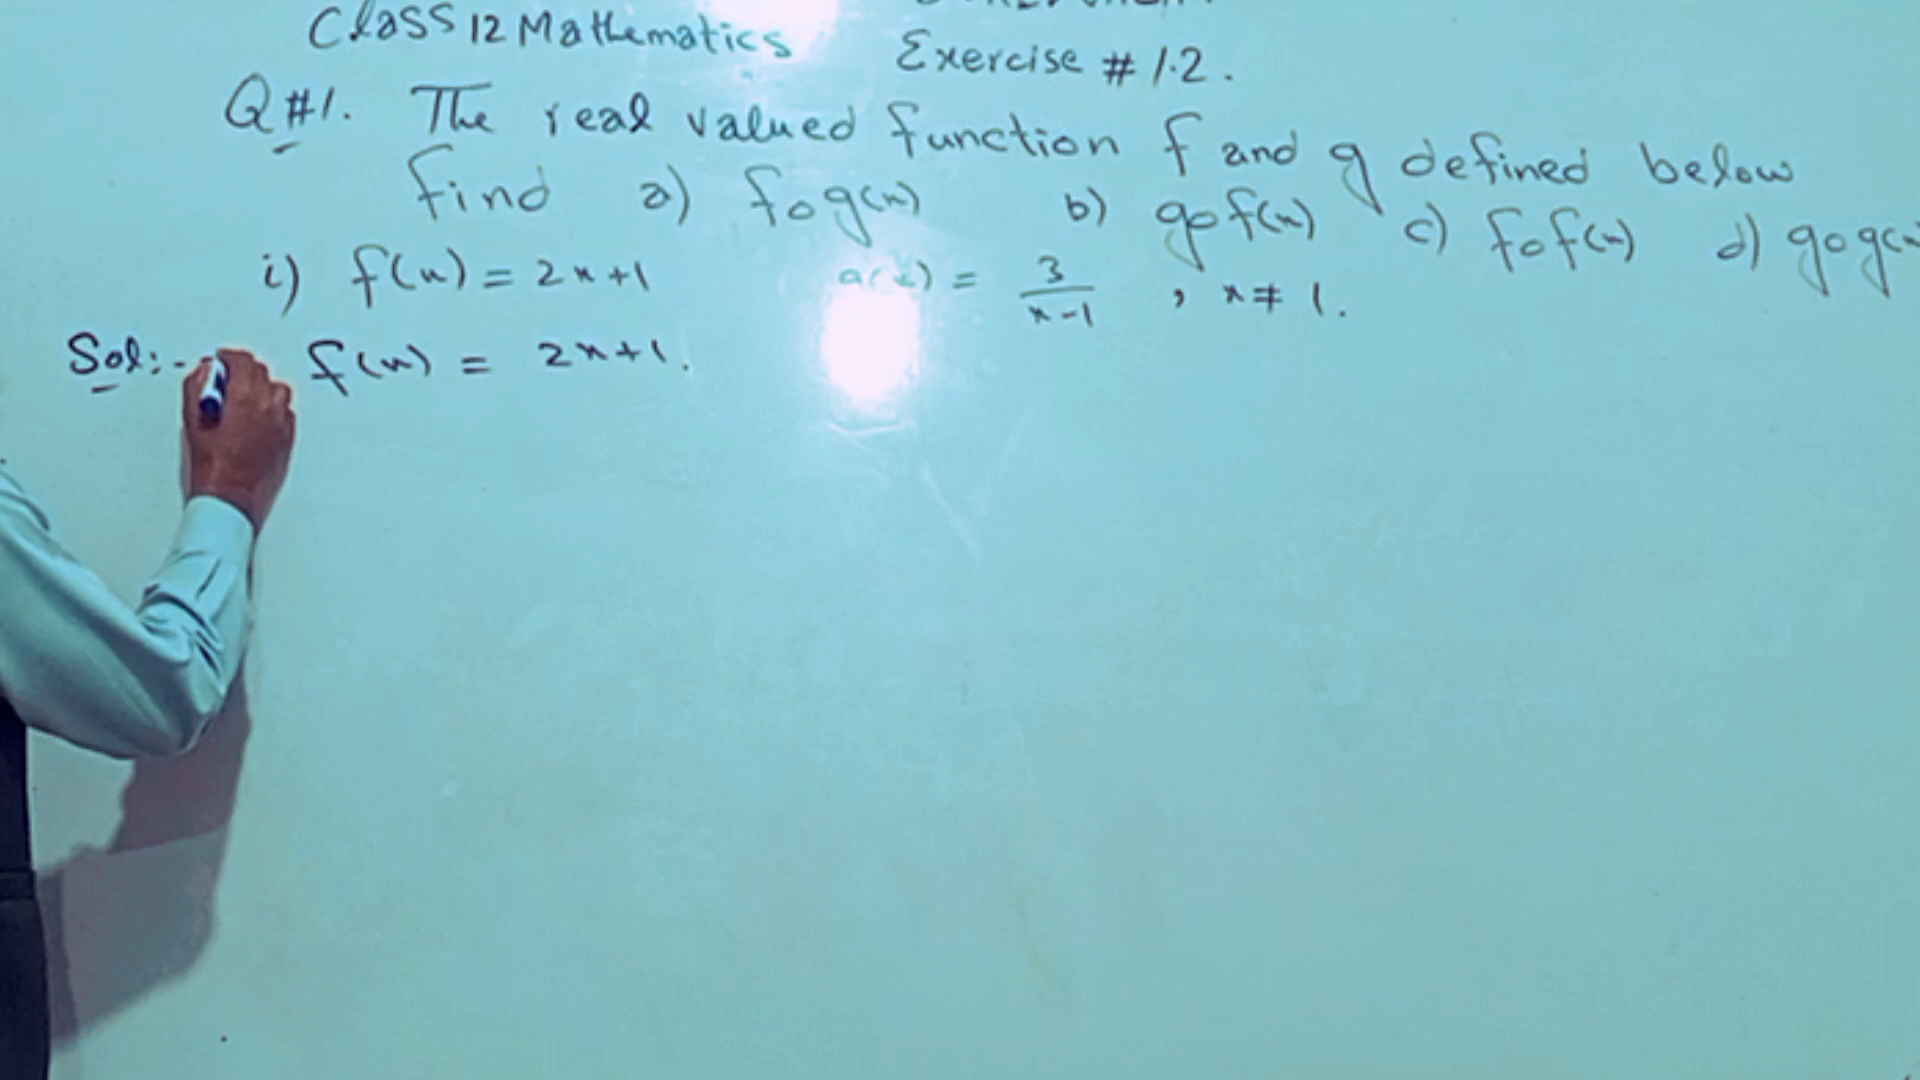 Class 12 Mathematics Exercise # 1.2.
Q#1. The real valued function f and g defined below
find a) fog(x) b) gof(x) c) fof(x) d) gog(x
i) f(x) = 2x+1 g(x) = 3/(x-1) , x ≠ 1.
Sol:- f(x) = 2x+1.